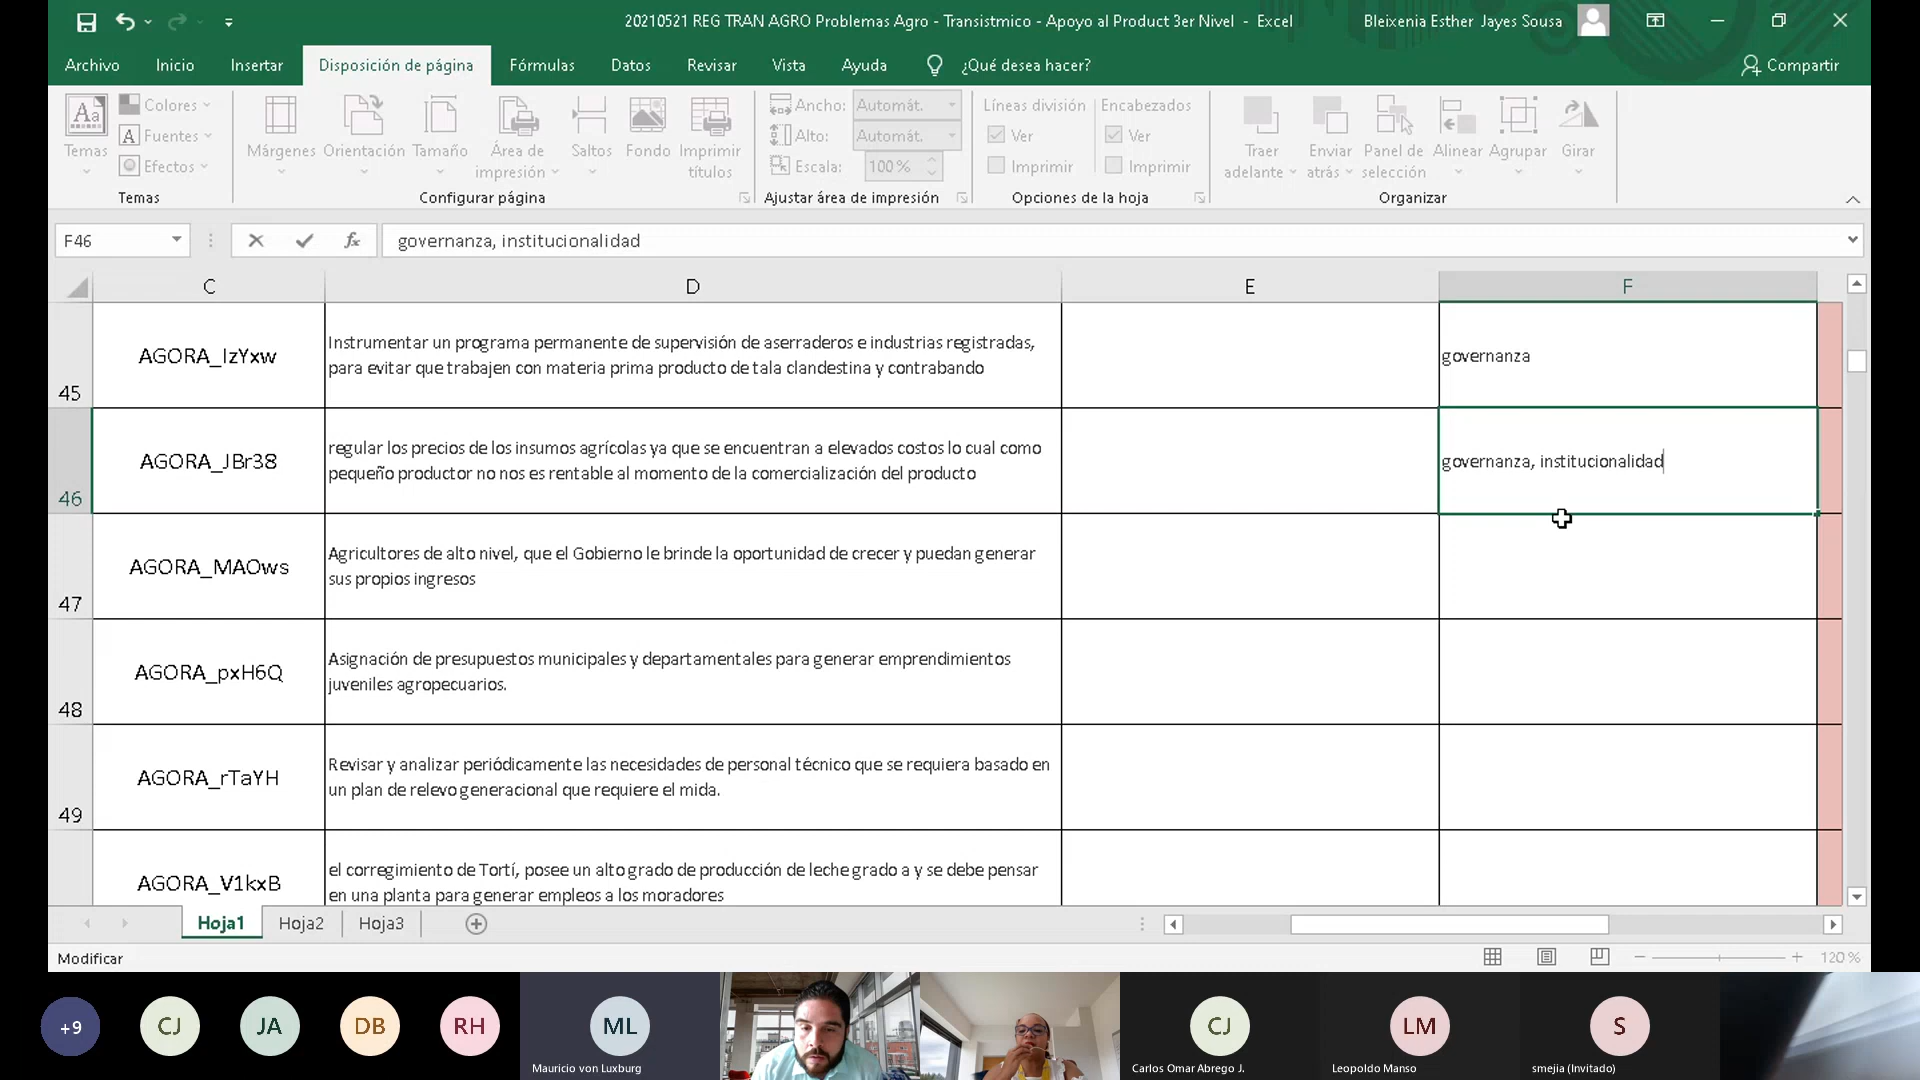 20210521 REG TRAN AGRO Problemas Agro - Transistmico - Apoyo al Product 3er Nivel - Excel
Bleixenia Esther Jayes Sousa
Archivo
Inicio
Insertar
Disposición de página
Fórmulas
Datos
Revisar
Vista
Ayuda
¿Qué desea hacer?
Compartir
Temas
Colores
Fuentes
Efectos
Temas
Márgenes
Orientación
Tamaño
Área de
impresión
Saltos
Fondo
Imprimir
títulos
Configurar página
Ancho: Automát.
Alto: Automát.
Escala: 100 %
Ajustar área de impresión
Líneas división
Ver
Imprimir
Encabezados
Ver
Imprimir
Opciones de la hoja
Traer
adelante
Enviar
atrás
Panel de
selección
Alinear
Agrupar
Girar
Organizar
F46
fx
governanza, institucionalidad
C
D
E
F
45
AGORA_IzYxw
Instrumentar un programa permanente de supervisión de aserraderos e industrias registradas,
para evitar que trabajen con materia prima producto de tala clandestina y contrabando
governanza
46
AGORA_JBr38
regular los precios de los insumos agrícolas ya que se encuentran a elevados costos lo cual como
pequeño productor no nos es rentable al momento de la comercialización del producto
governanza, institucionalidad
47
AGORA_MAOws
Agricultores de alto nivel, que el Gobierno le brinde la oportunidad de crecer y puedan generar
sus propios ingresos
48
AGORA_pxH6Q
Asignación de presupuestos municipales y departamentales para generar emprendimientos
juveniles agropecuarios.
49
AGORA_rTaYH
Revisar y analizar periódicamente las necesidades de personal técnico que se requiera basado en
un plan de relevo generacional que requiere el mida.
AGORA_V1kxB
el corregimiento de Tortí, posee un alto grado de producción de leche grado a y se debe pensar
en una planta para generar empleos a los moradores
Hoja1
Hoja2
Hoja3
Modificar
120 %
+9
CJ
JA
DB
RH
ML
Mauricio von Luxburg
CJ
Carlos Omar Abrego J.
LM
Leopoldo Manso
S
smejia (Invitado)